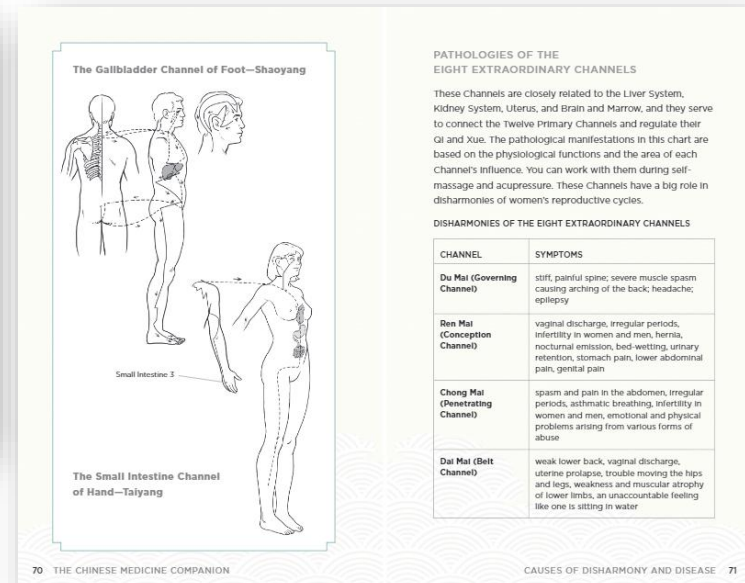 The Gallbladder Channel of Foot—Shaoyang
Small Intestine 3
The Small Intestine Channel
of Hand—Taiyang
70 THE CHINESE MEDICINE COMPANION
PATHOLOGIES OF THE
EIGHT EXTRAORDINARY CHANNELS
These Channels are closely related to the Liver System,
Kidney System, Uterus, and Brain and Marrow, and they serve
to connect the Twelve Primary Channels and regulate their
Qi and Xue. The pathological manifestations in this chart are
based on the physiological functions and the area of each
Channel's influence. You can work with them during self-
massage and acupressure. These Channels have a big role in
disharmonies of women's reproductive cycles.
DISHARMONIES OF THE EIGHT EXTRAORDINARY CHANNELS
CHANNEL
SYMPTOMS
Du Mai (Governing
Channel)
stiff, painful spine; severe muscle spasm
causing arching of the back; headache;
epilepsy
Ren Mai
(Conception
Channel)
vaginal discharge, irregular periods,
infertility in women and men, hernia,
nocturnal emission, bed-wetting, urinary
retention, stomach pain, lower abdominal
pain, genital pain
Chong Mai
(Penetrating
Channel)
spasm and pain in the abdomen, irregular
periods, asthmatic breathing, infertility in
women and men, emotional and physical
problems arising from various forms of
abuse
Dai Mai (Belt
Channel)
weak lower back, vaginal discharge,
uterine prolapse, trouble moving the hips
and legs, weakness and muscular atrophy
of lower limbs, an unaccountable feeling
like one is sitting in water
CAUSES OF DISHARMONY AND DISEASE 71